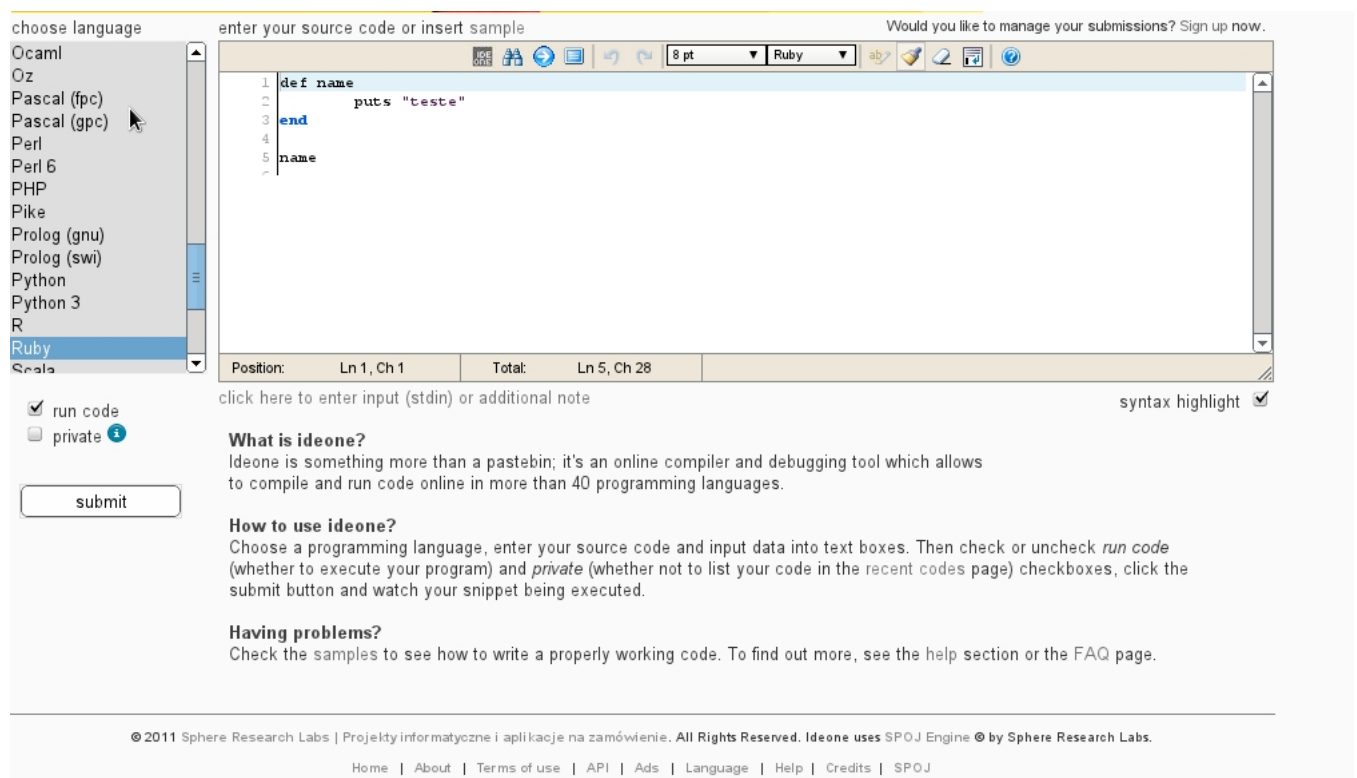 choose language
enter your source code or insert sample
Would you like to manage your submissions? Sign up now.
Ocaml
Oz
Pascal (fpc)
Pascal (gpc)
Perl
Perl 6
PHP
Pike
Prolog (gnu)
Prolog (swi)
Python
Python 3
R
Ruby
Scala
8 pt
Ruby
1 def name
2 puts "teste"
3 end
4
5 name
Position: Ln 1, Ch 1 Total: Ln 5, Ch 28
click here to enter input (stdin) or additional note
syntax highlight
run code
private
submit
What is ideone?
Ideone is something more than a pastebin; it's an online compiler and debugging tool which allows
to compile and run code online in more than 40 programming languages.
How to use ideone?
Choose a programming language, enter your source code and input data into text boxes. Then check or uncheck run code
(whether to execute your program) and private (whether not to list your code in the recent codes page) checkboxes, click the
submit button and watch your snippet being executed.
Having problems?
Check the samples to see how to write a properly working code. To find out more, see the help section or the FAQ page.
© 2011 Sphere Research Labs | Projekty informatyczne i aplikacje na zamówienie. All Rights Reserved. Ideone uses SPOJ Engine © by Sphere Research Labs.
Home | About | Terms of use | API | Ads | Language | Help | Credits | SPOJ